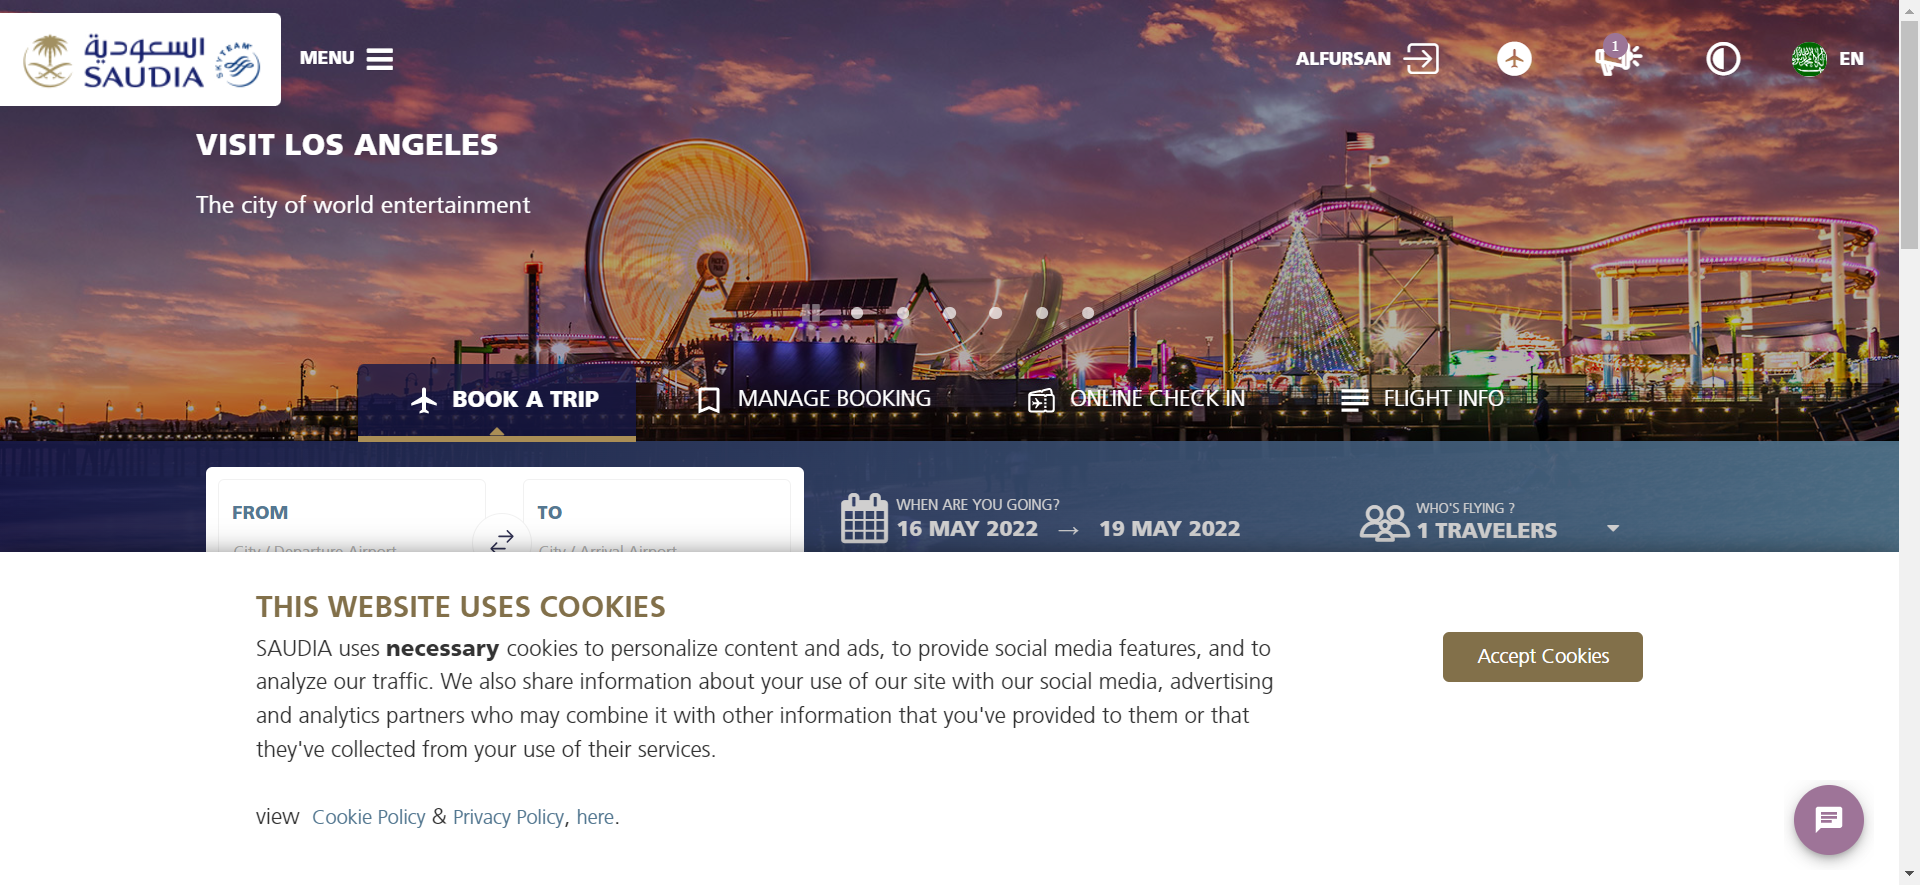 السعودية
SAUDIA
SKYTEAM
MENU
ALFURSAN
1
EN
VISIT LOS ANGELES
The city of world entertainment
PACIFIC PARK
BOOK A TRIP
MANAGE BOOKING
ONLINE CHECK IN
FLIGHT INFO
FROM
City / Departure Airport
TO
City / Arrival Airport
WHEN ARE YOU GOING?
16 MAY 2022 → 19 MAY 2022
WHO'S FLYING ?
1 TRAVELERS
THIS WEBSITE USES COOKIES
SAUDIA uses necessary cookies to personalize content and ads, to provide social media features, and to
analyze our traffic. We also share information about your use of our site with our social media, advertising
and analytics partners who may combine it with other information that you've provided to them or that
they've collected from your use of their services.
Accept Cookies
view Cookie Policy & Privacy Policy, here.